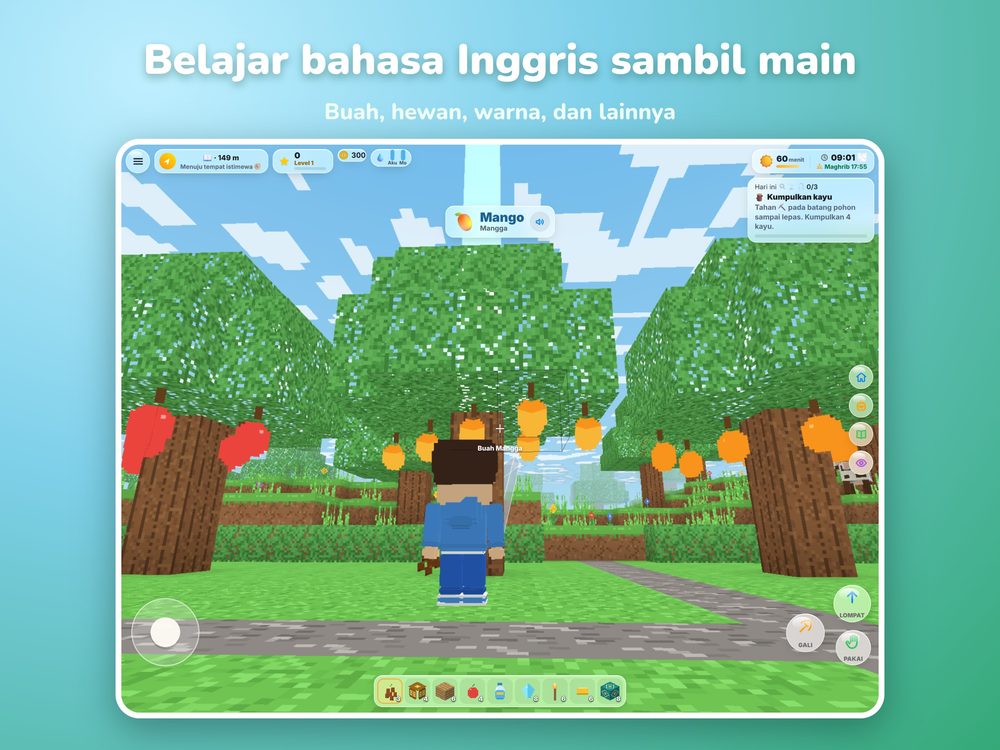 Belajar bahasa Inggris sambil main
Buah, hewan, warna, dan lainnya
149 m
Menuju tempat istimewa
0
Level 1
300
Aku Mo
60 menit
09:01
Maghrib 17:55
Hari ini 0/3
Kumpulkan kayu
Tahan pada batang pohon
sampai lepas. Kumpulkan 4
kayu.
Mango
Mangga
Buah Mangga
LOMPAT
GALI
PAKAI